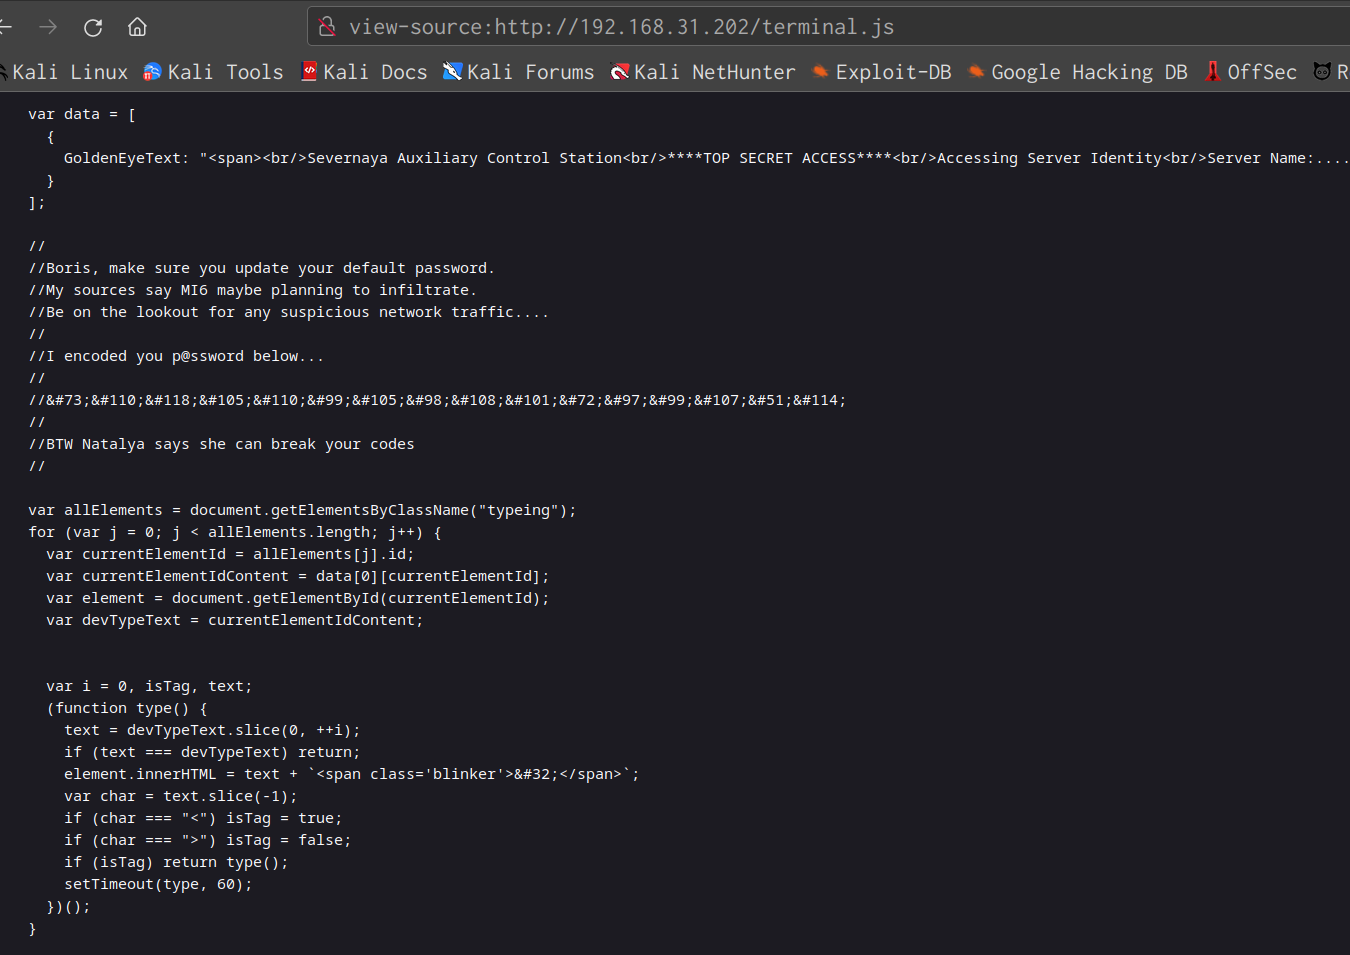 view-source:http://192.168.31.202/terminal.js
Kali Linux Kali Tools Kali Docs Kali Forums Kali NetHunter Exploit-DB Google Hacking DB OffSec R
var data = [
  {
    GoldenEyeText: "<span><br/>Severnaya Auxiliary Control Station<br/>****TOP SECRET ACCESS****<br/>Accessing Server Identity<br/>Server Name:....
  }
];
//
//Boris, make sure you update your default password.
//My sources say MI6 maybe planning to infiltrate.
//Be on the lookout for any suspicious network traffic....
//
//I encoded you p@ssword below...
//
//&#73;&#110;&#118;&#105;&#110;&#99;&#105;&#98;&#108;&#101;&#72;&#97;&#99;&#107;&#51;&#114;
//
//BTW Natalya says she can break your codes
//
var allElements = document.getElementsByClassName("typeing");
for (var j = 0; j < allElements.length; j++) {
  var currentElementId = allElements[j].id;
  var currentElementIdContent = data[0][currentElementId];
  var element = document.getElementById(currentElementId);
  var devTypeText = currentElementIdContent;
  var i = 0, isTag, text;
  (function type() {
    text = devTypeText.slice(0, ++i);
    if (text === devTypeText) return;
    element.innerHTML = text + `<span class='blinker'>&#32;</span>`;
    var char = text.slice(-1);
    if (char === "<") isTag = true;
    if (char === ">") isTag = false;
    if (isTag) return type();
    setTimeout(type, 60);
  })();
}